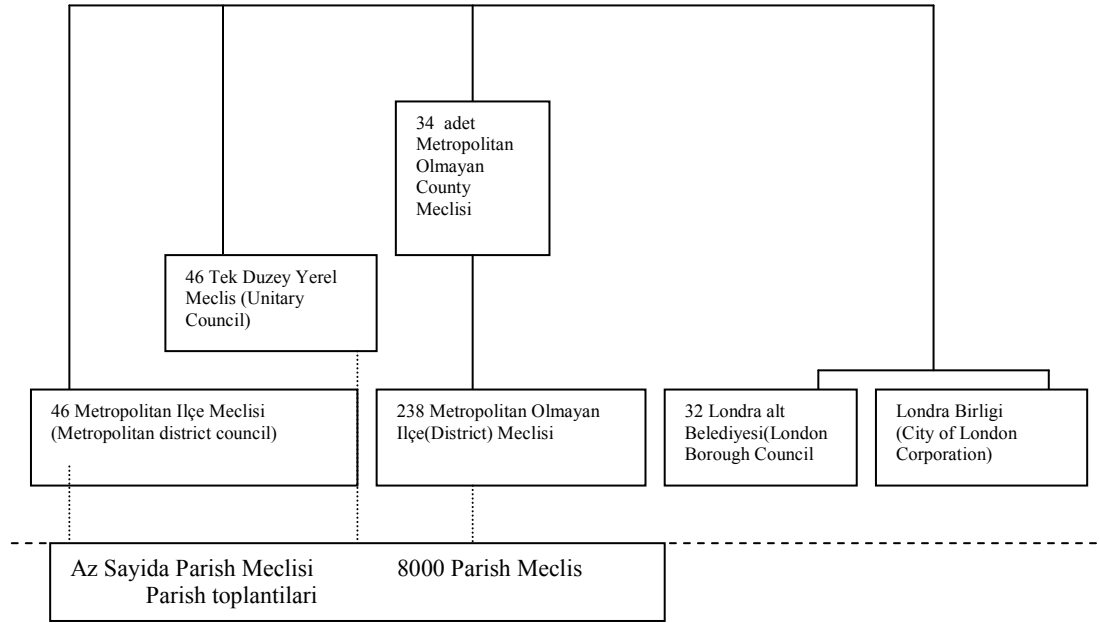 34 adet
Metropolitan
Olmayan
County
Meclisi
46 Tek Duzey Yerel
Meclis (Unitary
Council)
46 Metropolitan Ilçe Meclisi
(Metropolitan district council)
238 Metropolitan Olmayan
Ilçe(District) Meclisi
32 Londra alt
Belediyesi(London
Borough Council
Londra Birligi
(City of London
Corporation)
Az Sayida Parish Meclisi 8000 Parish Meclis
Parish toplantilari